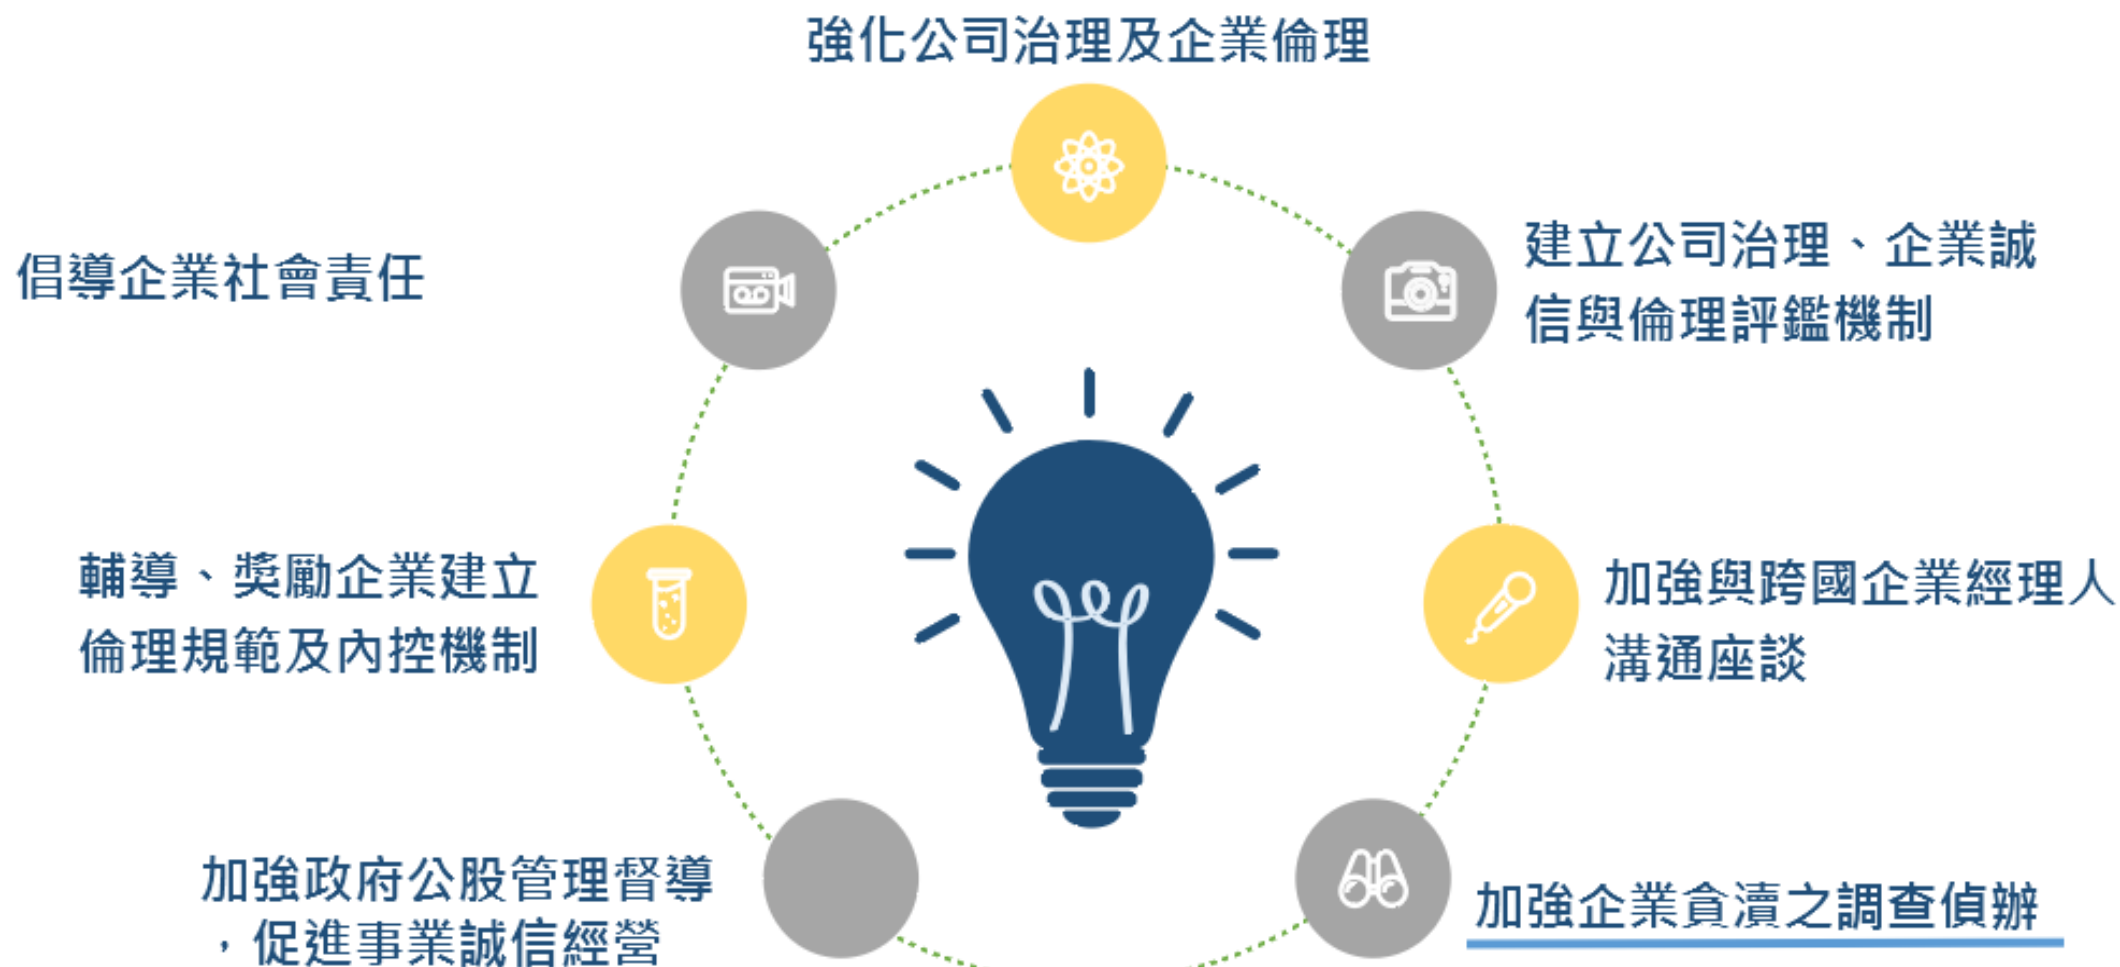 強化公司治理及企業倫理
倡導企業社會責任
建立公司治理、企業誠
信與倫理評鑑機制
輔導、獎勵企業建立
倫理規範及內控機制
加強與跨國企業經理人
溝通座談
加強政府公股管理督導
，促進事業誠信經營
加強企業貪瀆之調查偵辦